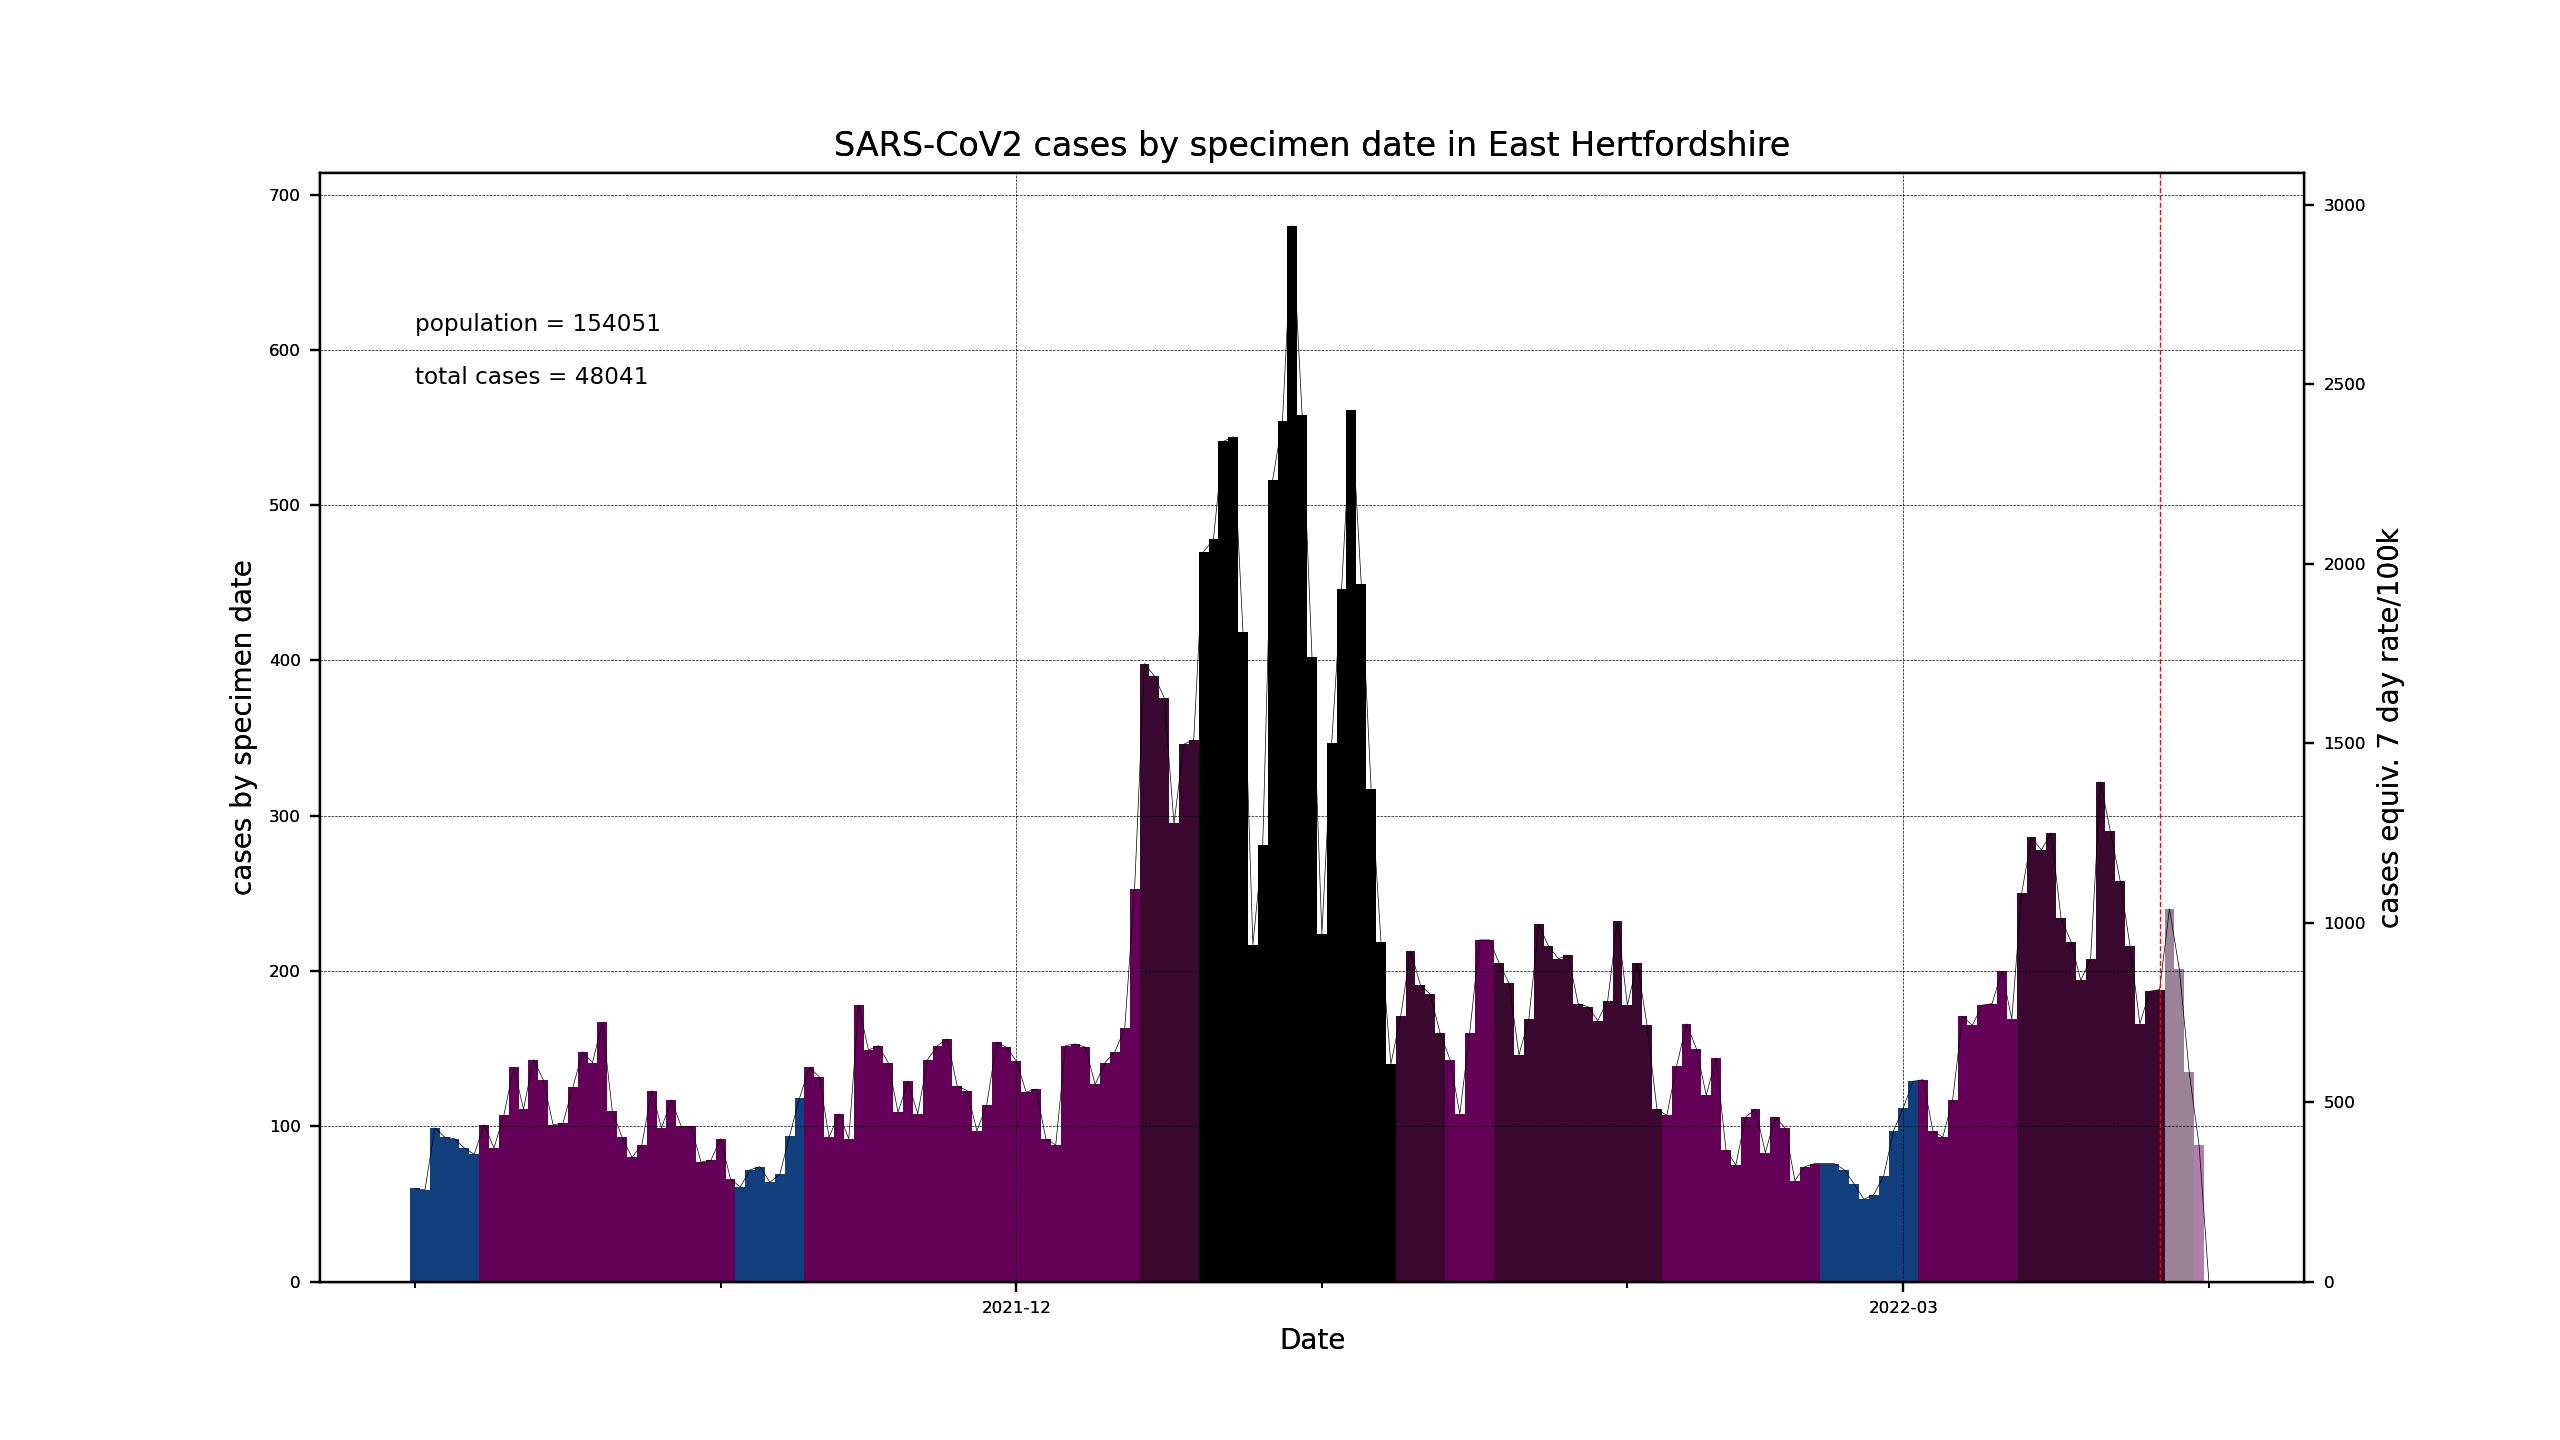 SARS-CoV2 cases by specimen date in East Hertfordshire
population = 154051
total cases = 48041
cases by specimen date
700
600
500
400
300
200
100
0
3000
2500
2000
1500
1000
500
0
cases equiv. 7 day rate/100k
2021-12
2022-03
Date